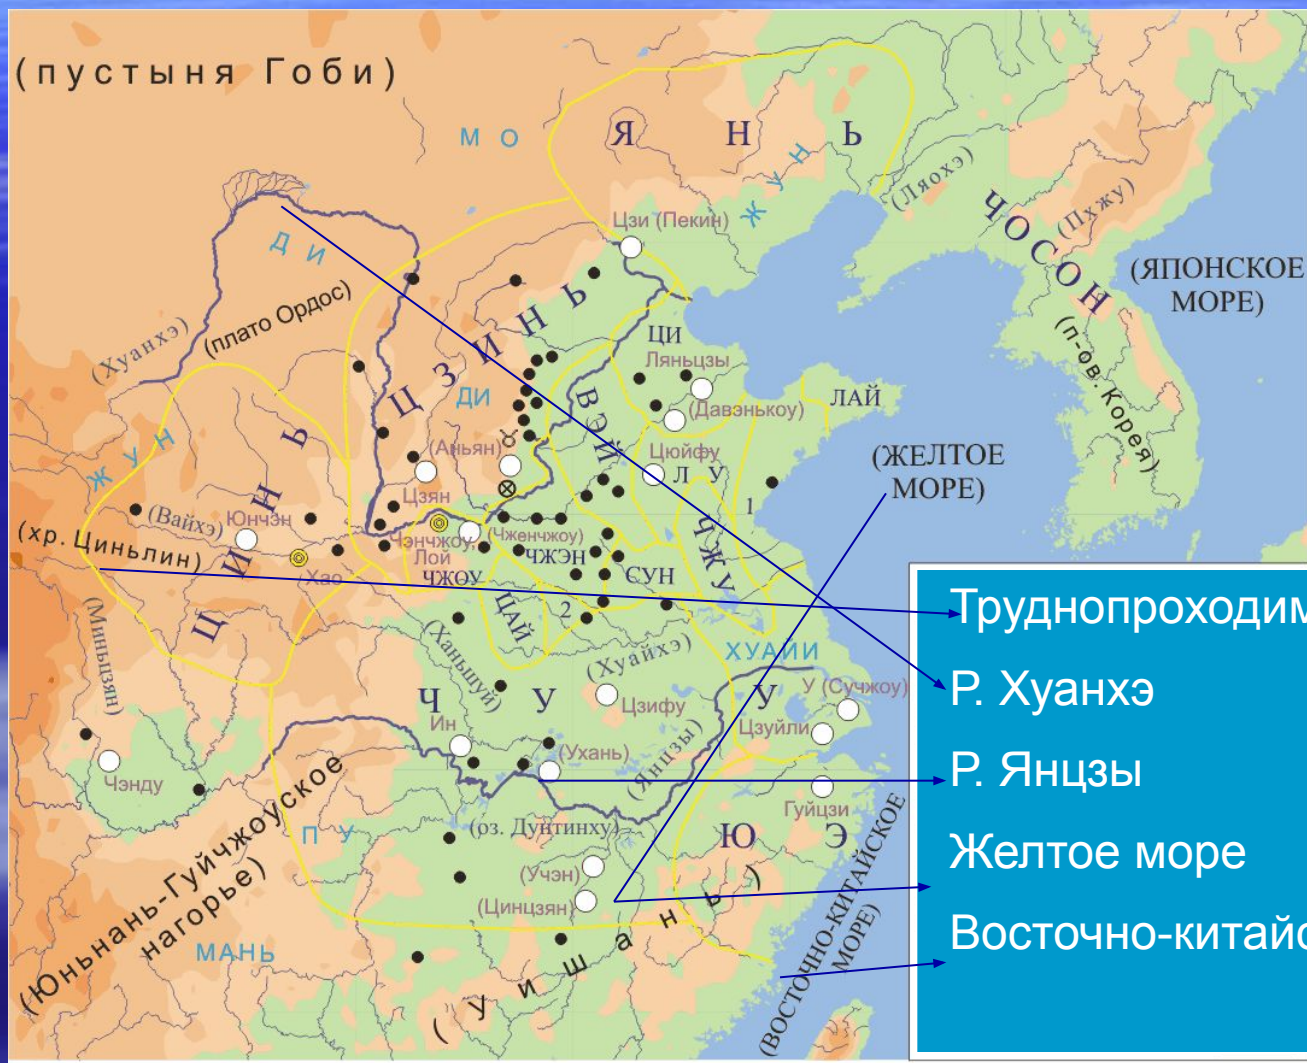 (пустыня Гоби)
МО
ЯНЬ
ЖУН
(Ляохэ)
ЧОСОН
(Пхжу)
(ЯПОНСКОЕ
МОРЕ)
(п-ов.Корея)
Цзи (Пекин)
ДИ
(плато Ордос)
(Хуанхэ)
ЦЗИНЬ
ДИ
ЦИ
Ляньцзы
(Давэнькоу)
ЛАЙ
ВЭЙ
Цюйфу
ЛУ
1
(ЖЕЛТОЕ
МОРЕ)
(Аньян)
Цзян
ЖУН
ЦИНЬ
(Вайхэ)
Юнчэн
(хр.Циньлин)
Хао
Чэнчжоу,
Лой
(Чженчжоу)
ЧЖОУ
ЧЖЭН
СУН
ЧЖУ
ЦАЙ
2
(Миньцзян)
(Ханьшуй)
(Хуайхэ)
ХУАЙИ
ЧУ
Цзифу
У
У (Сучжоу)
Цзуйли
Ин
(Ухань)
(Янцзы)
Чэнду
Гуйцзи
(Юньнань-Гуйчжоуское
нагорье)
ПУ
(оз. Дунтинху)
ЮЭ
(Учэн)
(Цинцзян)
МАНЬ
(Уишань)
(ВОСТОЧНО-КИТАЙСКОЕ
МОРЕ)
Труднопроходим
Р. Хуанхэ
Р. Янцзы
Желтое море
Восточно-китайс